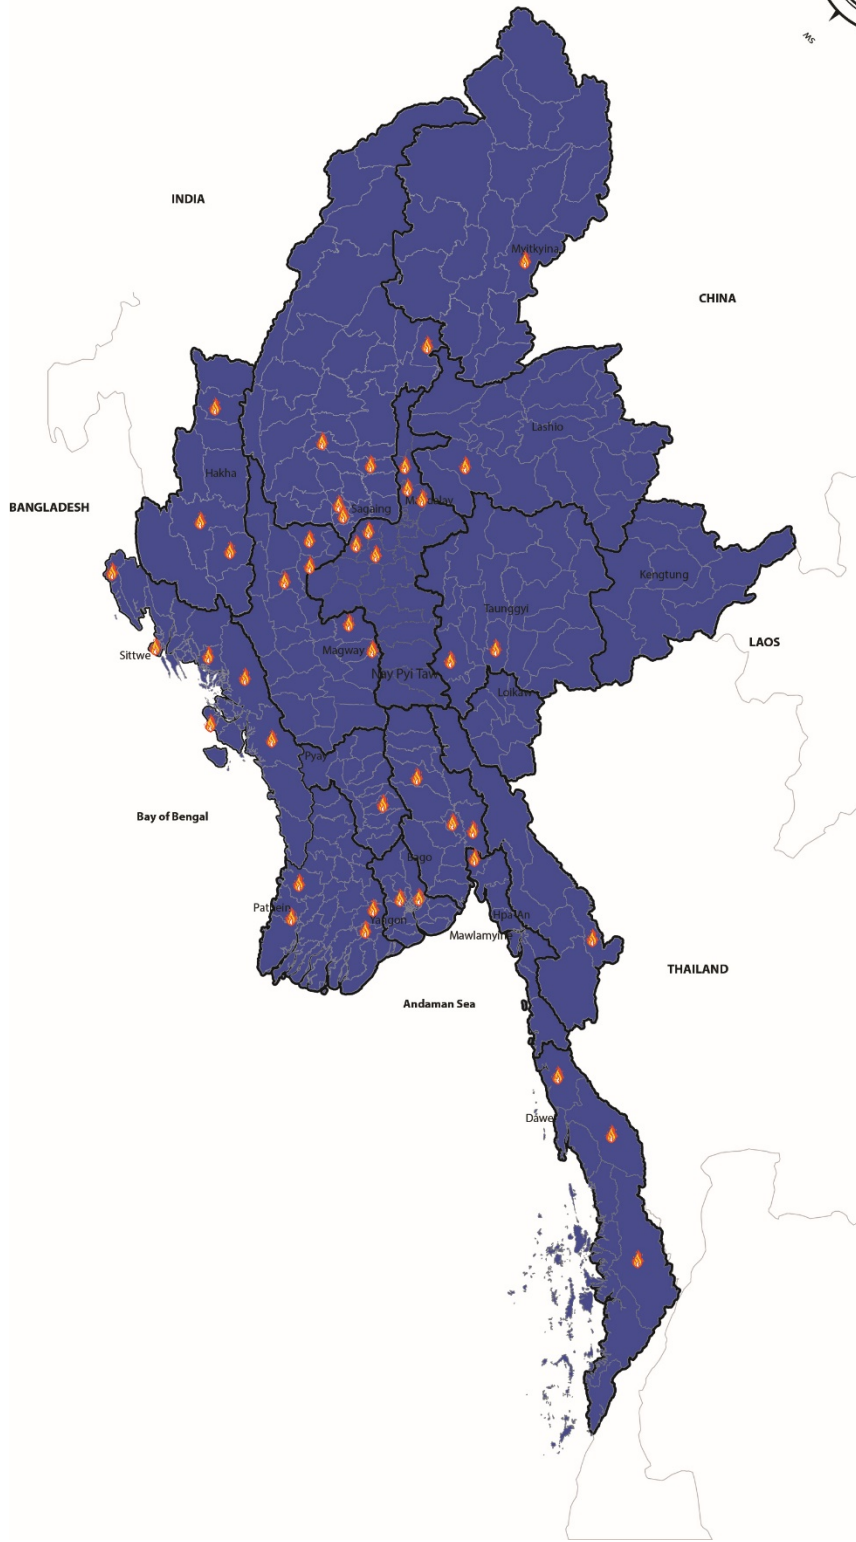 SW
INDIA
Myitkyina
CHINA
Lashio
Hakha
BANGLADESH
Sagaing
Kengtung
Taunggyi
LAOS
Sittwe
Magway
Nay Pyi Taw
Loikaw
Pyay
Bay of Bengal
Bago
Pathein
Yangon
Hpa-An
Mawlamyine
THAILAND
Andaman Sea
Dawei